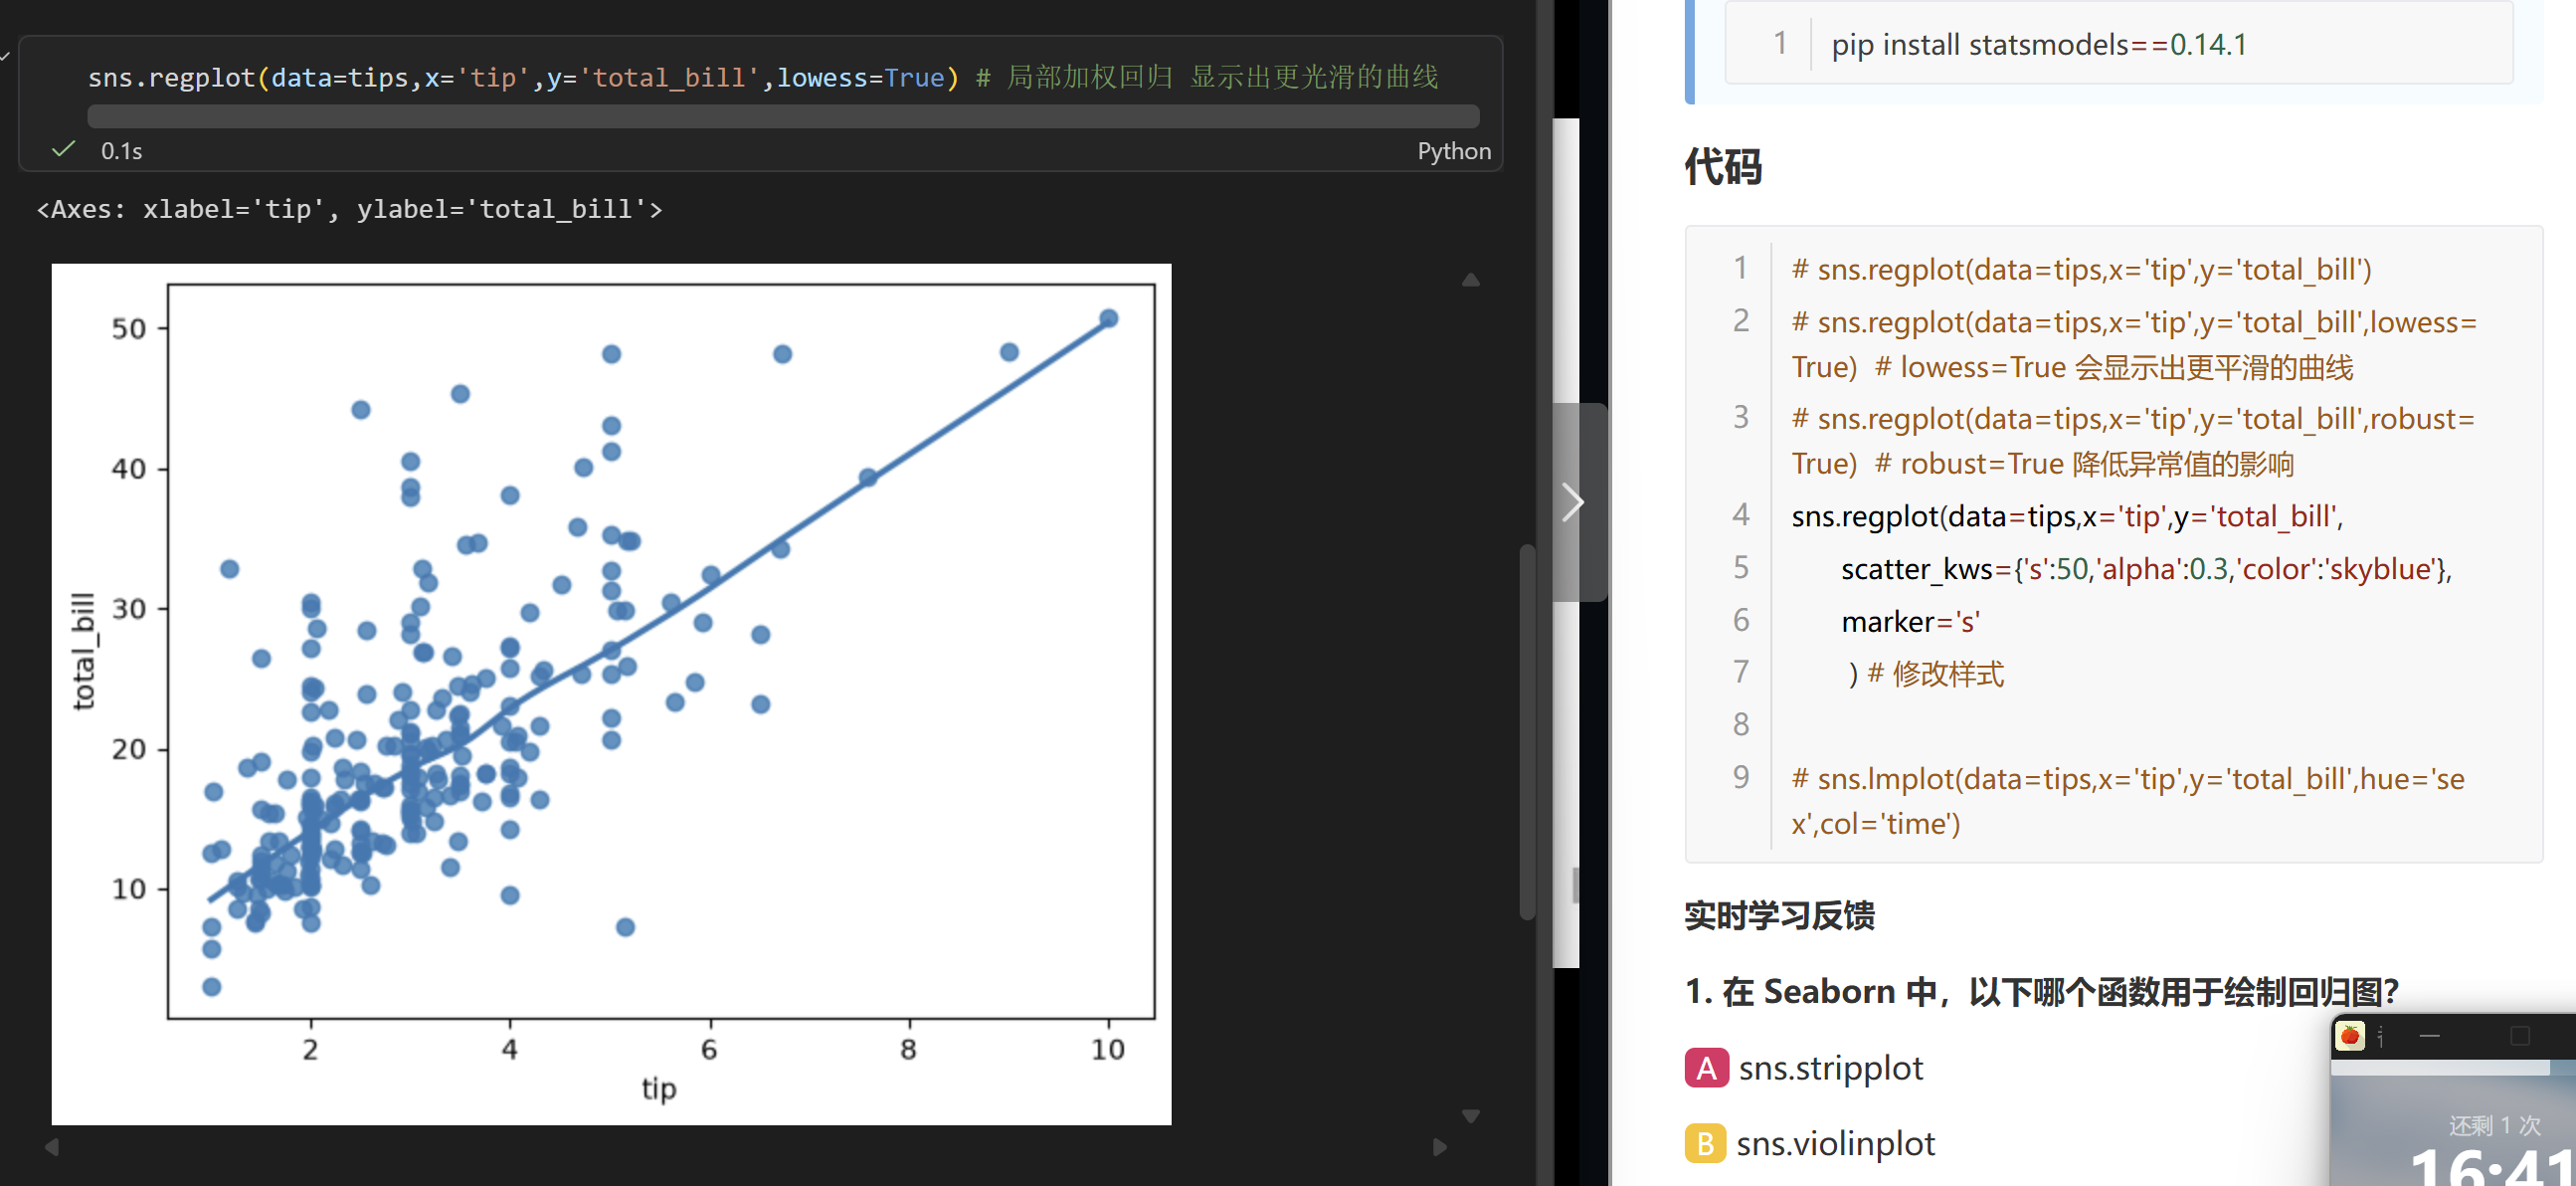 sns.regplot(data=tips,x='tip',y='total_bill',lowess=True) # 局部加权回归 显示出更光滑的曲线
0.1s
Python
<Axes: xlabel='tip', ylabel='total_bill'>
50
40
30
20
10
total_bill
2 4 6 8 10
tip
1 pip install statsmodels==0.14.1
代码
1 # sns.regplot(data=tips,x='tip',y='total_bill')
2 # sns.regplot(data=tips,x='tip',y='total_bill',lowess=
True) # lowess=True 会显示出更平滑的曲线
3 # sns.regplot(data=tips,x='tip',y='total_bill',robust=
True) # robust=True 降低异常值的影响
4 sns.regplot(data=tips,x='tip',y='total_bill',
5 scatter_kws={'s':50,'alpha':0.3,'color':'skyblue'},
6 marker='s'
7 ) # 修改样式
8
9 # sns.lmplot(data=tips,x='tip',y='total_bill',hue='se
x',col='time')
实时学习反馈
1. 在 Seaborn 中，以下哪个函数用于绘制回归图？
A sns.stripplot
B sns.violinplot
还剩 1 次
16:41